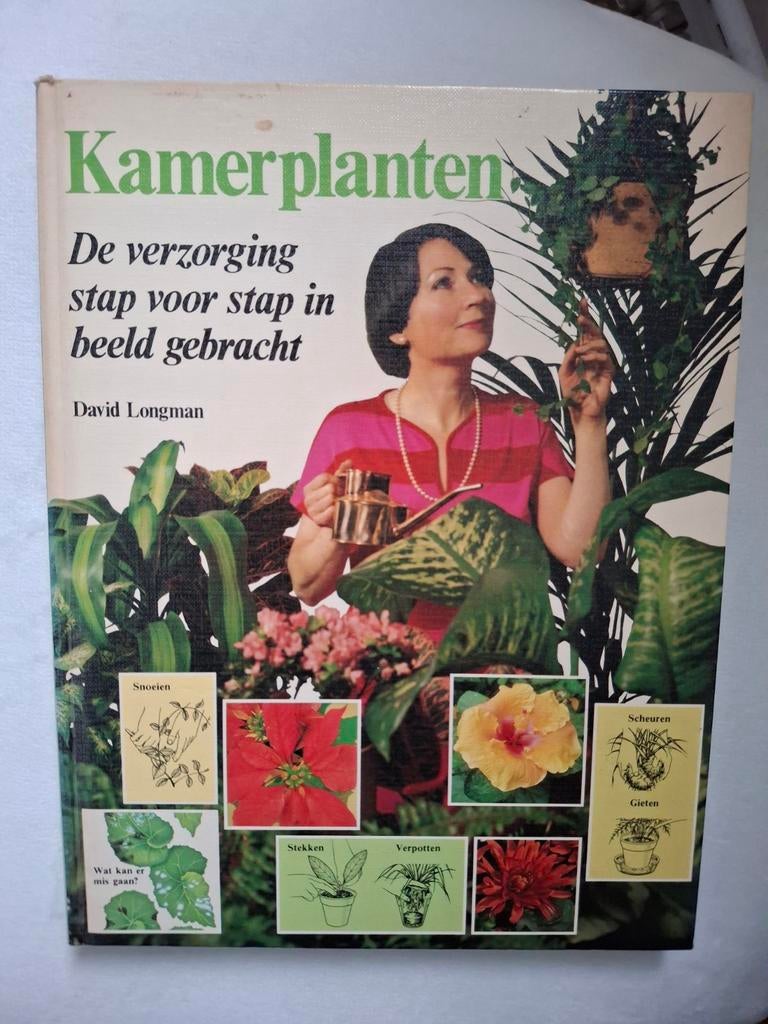 Kamerplanten
De verzorging
stap voor stap in
beeld gebracht
David Longman
Snoeien
Scheuren
Gieten
Wat kan er
mis gaan?
Stekken
Verpotten